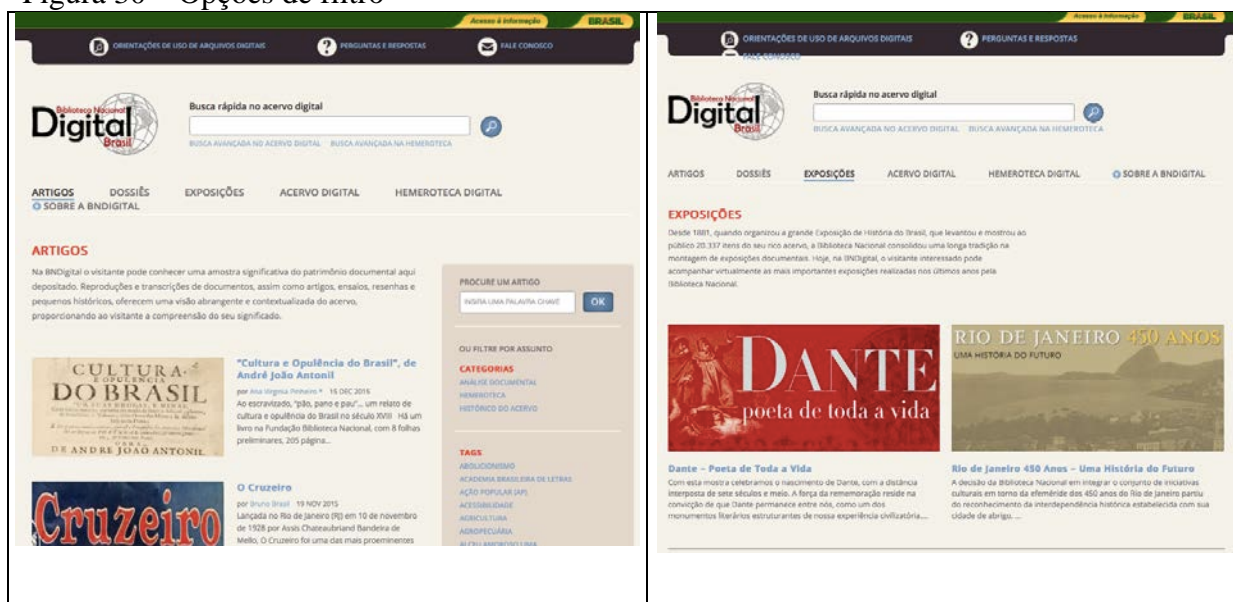 Figura 30 – Opções de filtro
Acesso à informação BRASIL
ORIENTAÇÕES DE USO DE ARQUIVOS DIGITAIS PERGUNTAS E RESPOSTAS FALE CONOSCO
Biblioteca Nacional
Digital
Brasil
Busca rápida no acervo digital
BUSCA AVANÇADA NO ACERVO DIGITAL BUSCA AVANÇADA NA HEMEROTECA
ARTIGOS DOSSIÊS EXPOSIÇÕES ACERVO DIGITAL HEMEROTECA DIGITAL
SOBRE A BNDIGITAL
ARTIGOS
Na BNDigital o visitante pode conhecer uma amostra significativa do patrimônio documental aqui
depositado. Reproduções e transcrições de documentos, assim como artigos, ensaios, resenhas e
pequenos históricos, oferecem uma visão abrangente e contextualizada do acervo,
proporcionando ao visitante a compreensão do seu significado.
CULTURA
E OPULENCIA
DO BRASIL
DE ANDRE JOAO ANTONIL
"Cultura e Opulência do Brasil", de
André João Antonil
por Ana Virginia Pinheiro * 15 DEC 2015
Ao escravizado, "pão, pano e pau"... um relato de
cultura e opulência do Brasil no século XVIII Há um
livro na Fundação Biblioteca Nacional, com 8 folhas
preliminares, 205 página...
Cruzeiro
O Cruzeiro
por Bruno Brasil 19 NOV 2015
Lançada no Rio de Janeiro (RJ) em 10 de novembro
de 1928 por Assis Chateaubriand Bandeira de
Mello, O Cruzeiro foi uma das mais proeminentes
PROCURE UM ARTIGO
INSIRA UMA PALAVRA CHAVE OK
OU FILTRE POR ASSUNTO
CATEGORIAS
ANÁLISE DOCUMENTAL
HEMEROTECA
HISTÓRICO DO ACERVO
TAGS
ABOLICIONISMO
ACADEMIA BRASILEIRA DE LETRAS
AÇÃO POPULAR (AP)
ACESSIBILIDADE
AGRICULTURA
AGROPECUÁRIA
ALCEU AMOROSO LIMA
Acesso à informação BRASIL
ORIENTAÇÕES DE USO DE ARQUIVOS DIGITAIS PERGUNTAS E RESPOSTAS
FALE CONOSCO
Biblioteca Nacional
Digital
Brasil
Busca rápida no acervo digital
BUSCA AVANÇADA NO ACERVO DIGITAL BUSCA AVANÇADA NA HEMEROTECA
ARTIGOS DOSSIÊS EXPOSIÇÕES ACERVO DIGITAL HEMEROTECA DIGITAL SOBRE A BNDIGITAL
EXPOSIÇÕES
Desde 1881, quando organizou a grande Exposição de História do Brasil, que levantou e mostrou ao
público 20.337 itens do seu rico acervo, a Biblioteca Nacional consolidou uma longa tradição na
montagem de exposições documentais. Hoje, na BNDigital, o visitante interessado pode
acompanhar virtualmente as mais importantes exposições realizadas nos últimos anos pela
Biblioteca Nacional.
DANTE
poeta de toda a vida
RIO DE JANEIRO 450 ANOS
UMA HISTÓRIA DO FUTURO
Dante – Poeta de Toda a Vida
Com esta mostra celebramos o nascimento de Dante, com a distância
interposta de sete séculos e meio. A força da rememoração reside na
convicção de que Dante permanece entre nós, como um dos
monumentos literários estruturantes de nossa experiência civilizatória....
Rio de Janeiro 450 Anos – Uma História do Futuro
A decisão da Biblioteca Nacional em integrar o conjunto de iniciativas
culturais em torno da efeméride dos 450 anos do Rio de Janeiro partiu
do reconhecimento da interdependência histórica estabelecida com sua
cidade de abrigo. ...